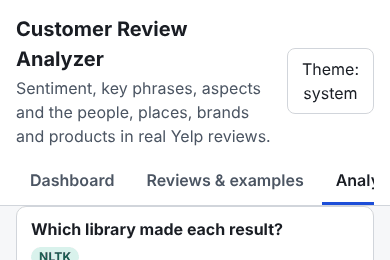 Customer Review
Analyzer
Sentiment, key phrases, aspects
and the people, places, brands
and products in real Yelp reviews.
Theme:
system
Dashboard
Reviews & examples
Which library made each result?
NLTK